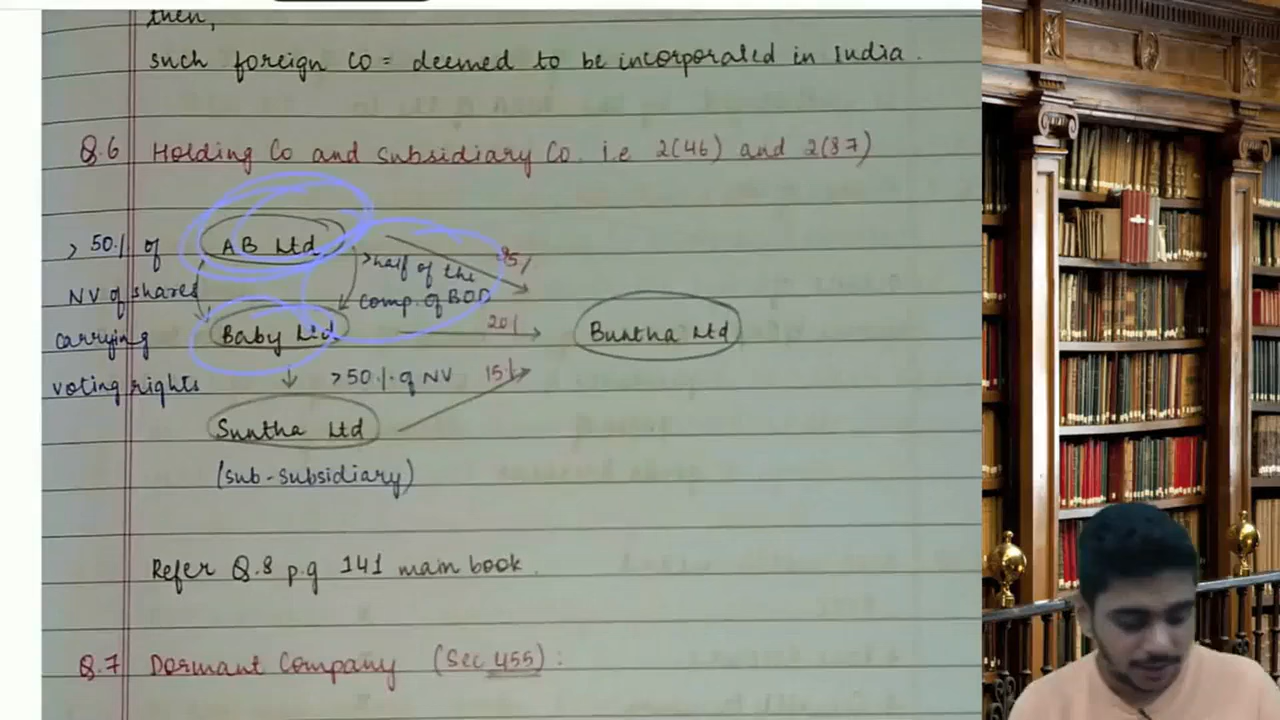 then,
such foreign Co = deemed to be incorporated in India.
Q.6 Holding Co and subsidiary Co. i.e 2(46) and 2(87)
> 50% of
NV of shares
carrying
voting rights
AB Ltd
> half of the
comp. of BOD
35%
Baby Ltd
20%
Buntha Ltd
> 50% of NV
15%
Suntha Ltd
(sub-subsidiary)
Refer Q.8 p.g 141 main book.
Q.7 Dormant Company (Sec 455):